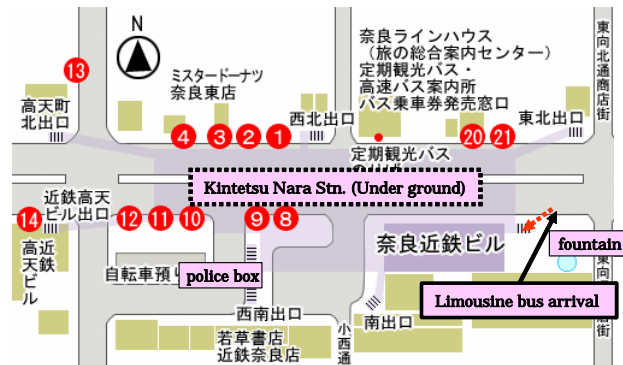 N
13
高天町
北出口
ミスタードーナツ
奈良東店
奈良ラインハウス
（旅の総合案内センター）
定期観光バス・
高速バス案内所
バス乗車券発売窓口
東向北通商店街
西北出口
東北出口
4
3
2
1
20
21
定期観光バス
Kintetsu Nara Stn. (Under ground)
近鉄高天
ビル出口
14
12
11
10
9
8
近鉄
高天ビル
自転車預り
police box
奈良近鉄ビル
fountain
Limousine bus arrival
西南出口
南出口
小西通
若草書店
近鉄奈良店